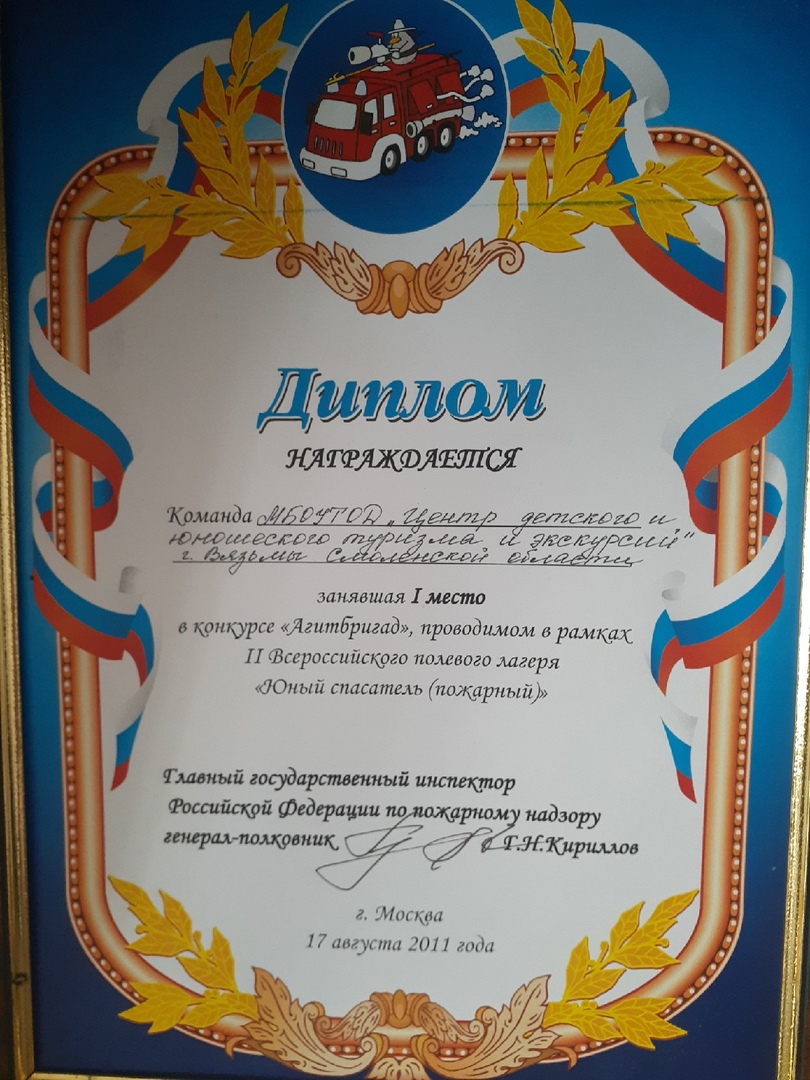 Диплом
НАГРАЖДАЕТСЯ
Команда МБОУТОД „Центр детского и
юношеского туризма и экскурсий"
г. Вязьмы Смоленской области
занявшая I место
в конкурсе «Агитбригад», проводимом в рамках
II Всероссийского полевого лагеря
«Юный спасатель (пожарный)»
Главный государственный инспектор
Российской Федерации по пожарному надзору
генерал-полковник Г.Н.Кириллов
г. Москва
17 августа 2011 года